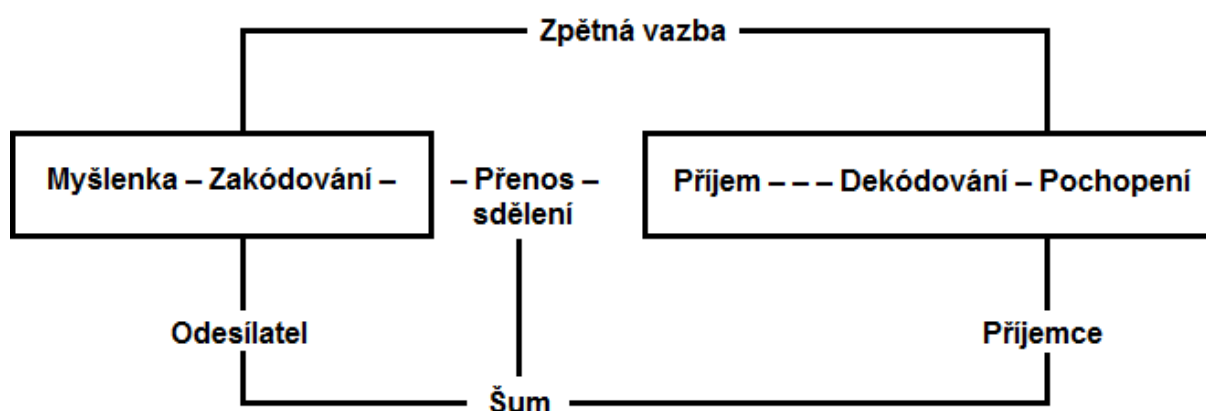 Zpětná vazba
Myšlenka – Zakódování –
– Přenos –
sdělení
Příjem – – – Dekódování – Pochopení
Odesílatel
Příjemce
Šum